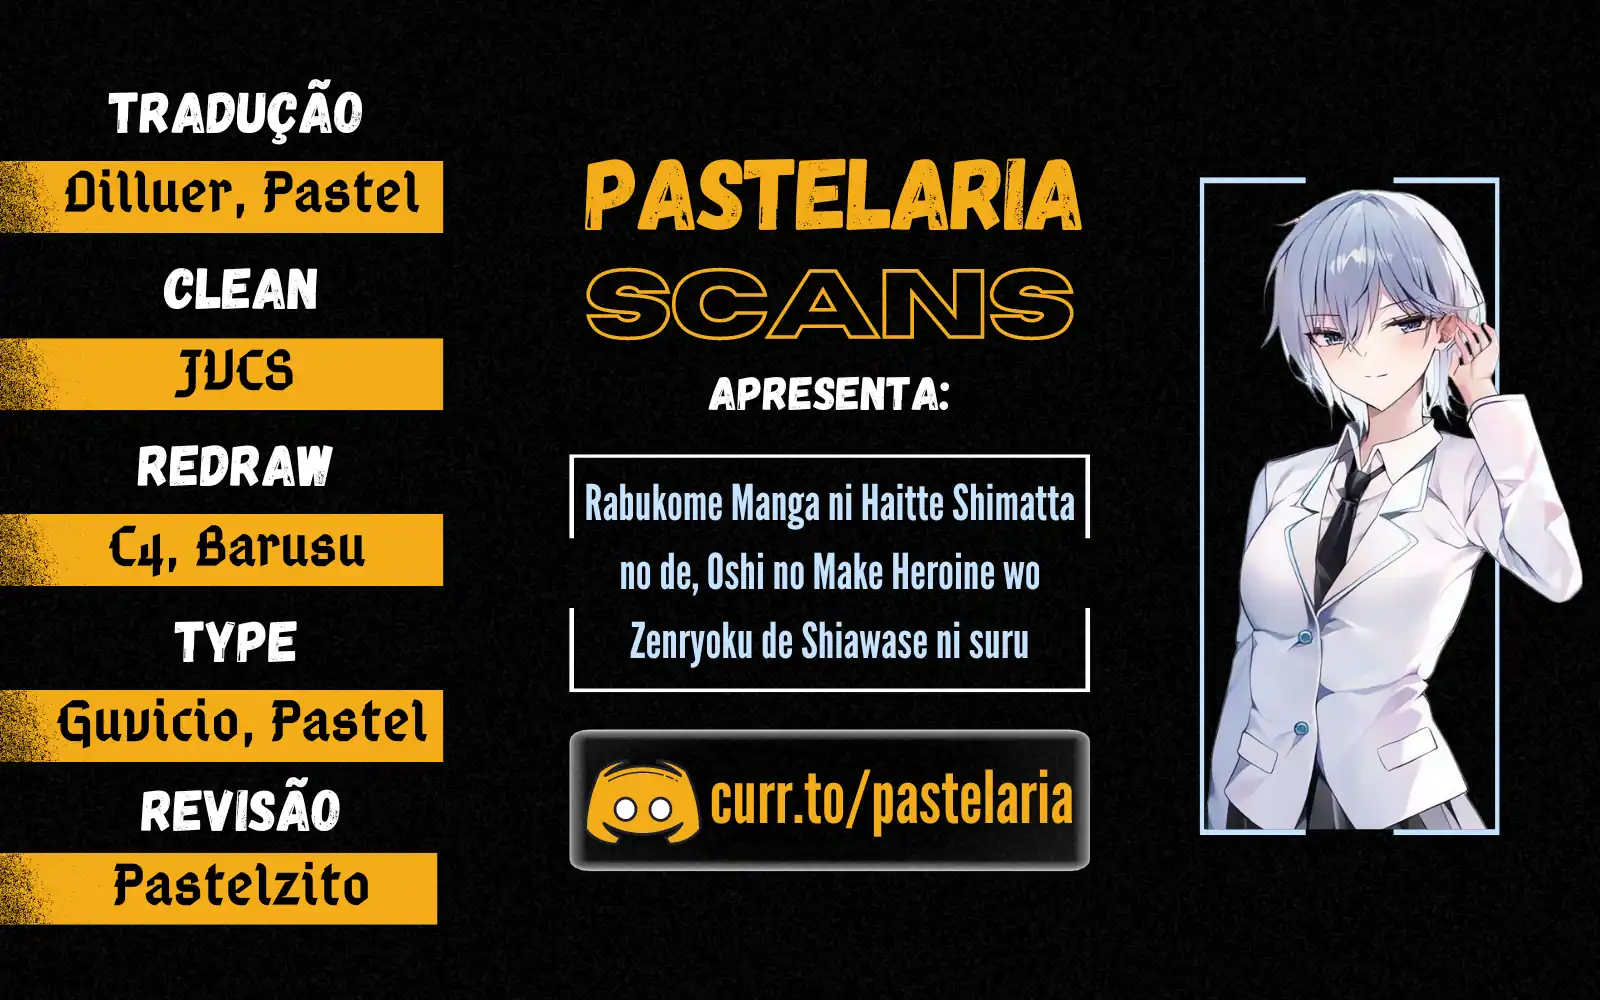 TRADUÇÃO
Dilluer, Pastel
CLEAN
JVCS
REDRAW
C4, Barusu
TYPE
Guvicio, Pastel
REVISÃO
Pastelzito
PASTELARIA
SCANS
APRESENTA:
Rabukome Manga ni Haitte Shimatta
no de, Oshi no Make Heroine wo
Zenryoku de Shiawase ni suru
curr.to/pastelaria